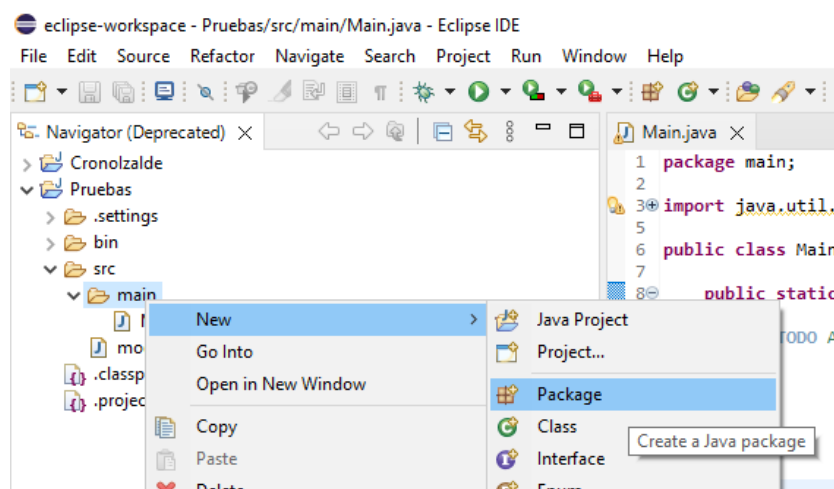 eclipse-workspace - Pruebas/src/main/Main.java - Eclipse IDE
File Edit Source Refactor Navigate Search Project Run Window Help
Navigator (Deprecated)
Main.java
Cronolzalde
Pruebas
.settings
bin
src
main
mo
.classp
.projec
1 package main;
2
3 import java.util.
5
6 public class Main
7
8 public static
TODO A
New
Go Into
Open in New Window
Copy
Paste
Delete
Java Project
Project...
Package
Class
Interface
Enum
Create a Java package